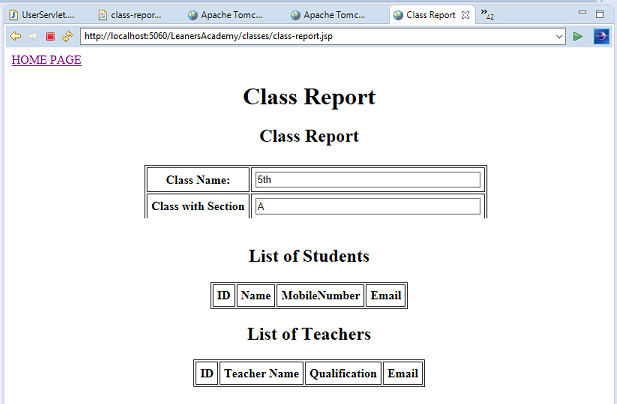 UserServlet.... class-repor... Apache Tomc... Apache Tomc... Class Report »42
http://localhost:5060/LeanersAcademy/classes/class-report.jsp
HOME PAGE
Class Report
Class Report
Class Name: 5th
Class with Section A
List of Students
ID Name MobileNumber Email
List of Teachers
ID Teacher Name Qualification Email